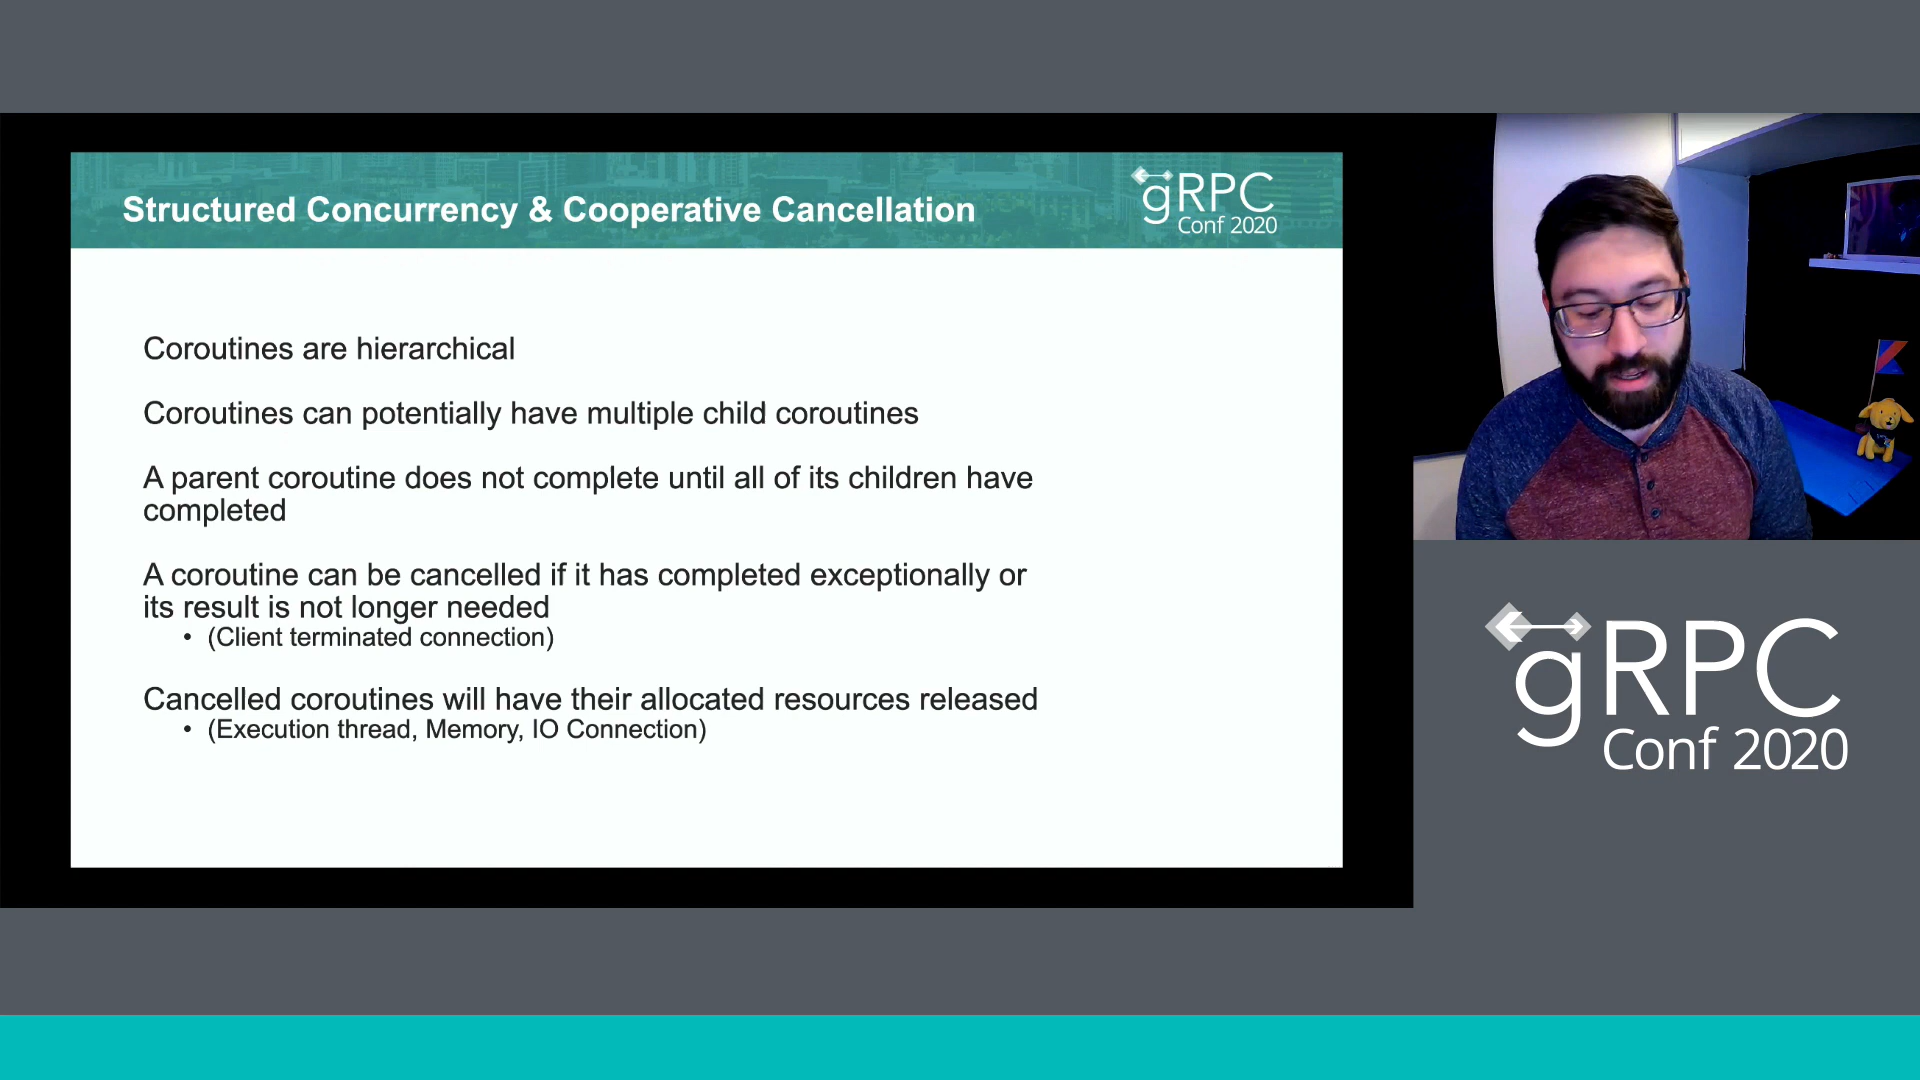 Structured Concurrency & Cooperative Cancellation
gRPC
Conf 2020
Coroutines are hierarchical
Coroutines can potentially have multiple child coroutines
A parent coroutine does not complete until all of its children have
completed
A coroutine can be cancelled if it has completed exceptionally or
its result is not longer needed
• (Client terminated connection)
Cancelled coroutines will have their allocated resources released
• (Execution thread, Memory, IO Connection)
gRPC
Conf 2020